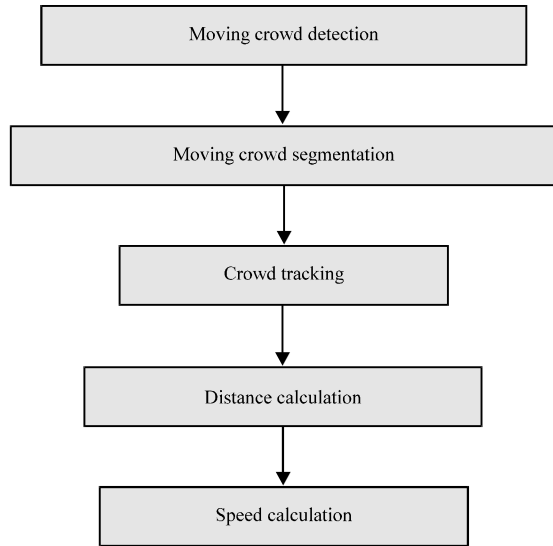 Moving crowd detection
Moving crowd segmentation
Crowd tracking
Distance calculation
Speed calculation